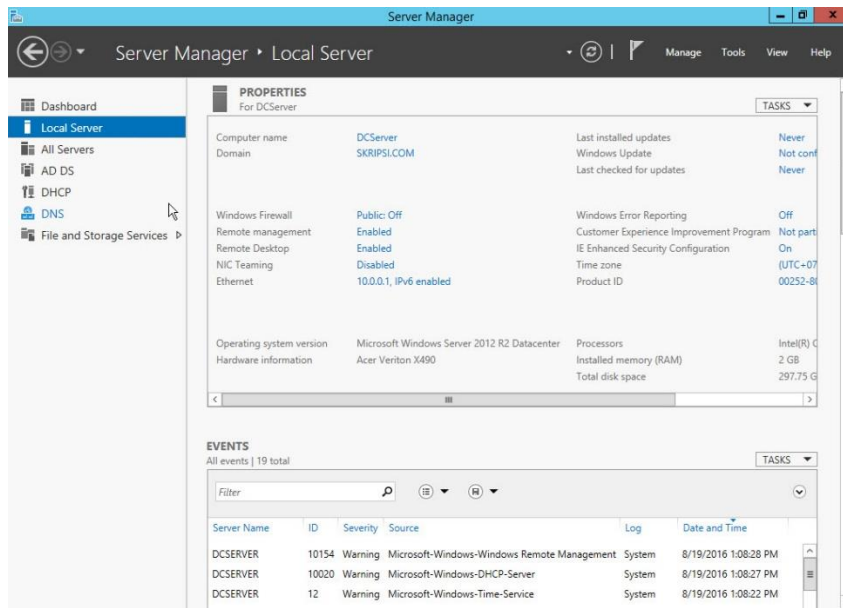 Server Manager
Server Manager • Local Server
Manage Tools View Help
Dashboard
Local Server
All Servers
AD DS
DHCP
DNS
File and Storage Services
PROPERTIES
For DCServer
TASKS
Computer name DCServer Last installed updates Never
Domain SKRIPSI.COM Windows Update Not conf
Last checked for updates Never
Windows Firewall Public: Off Windows Error Reporting Off
Remote management Enabled Customer Experience Improvement Program Not part
Remote Desktop Enabled IE Enhanced Security Configuration On
NIC Teaming Disabled Time zone (UTC+07
Ethernet 10.0.0.1, IPv6 enabled Product ID 00252-80
Operating system version Microsoft Windows Server 2012 R2 Datacenter Processors Intel(R) C
Hardware information Acer Veriton X490 Installed memory (RAM) 2 GB
Total disk space 297.75 G
EVENTS
All events | 19 total
TASKS
Filter
Server Name ID Severity Source Log Date and Time
DCSERVER 10154 Warning Microsoft-Windows-Windows Remote Management System 8/19/2016 1:08:28 PM
DCSERVER 10020 Warning Microsoft-Windows-DHCP-Server System 8/19/2016 1:08:27 PM
DCSERVER 12 Warning Microsoft-Windows-Time-Service System 8/19/2016 1:08:22 PM